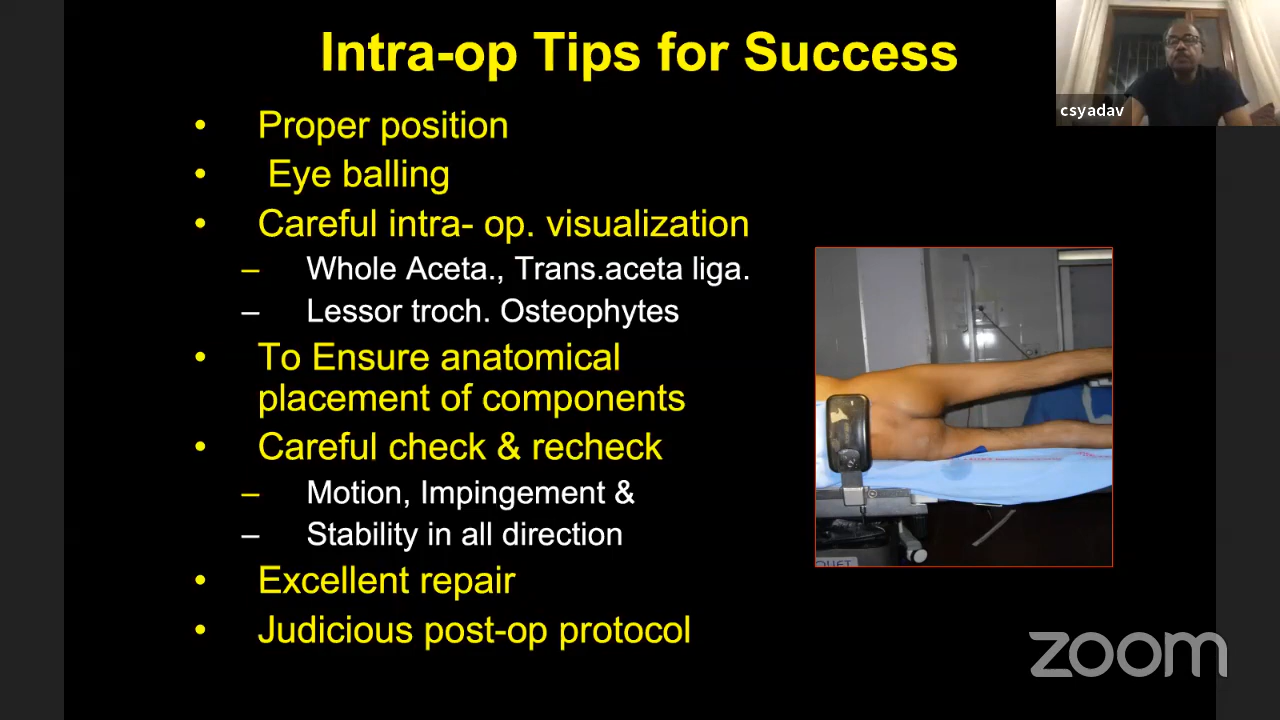 Intra-op Tips for Success
csyadav
• Proper position
• Eye balling
• Careful intra- op. visualization
– Whole Aceta., Trans.aceta liga.
– Lessor troch. Osteophytes
• To Ensure anatomical
placement of components
• Careful check & recheck
– Motion, Impingement &
– Stability in all direction
• Excellent repair
• Judicious post-op protocol
zoom